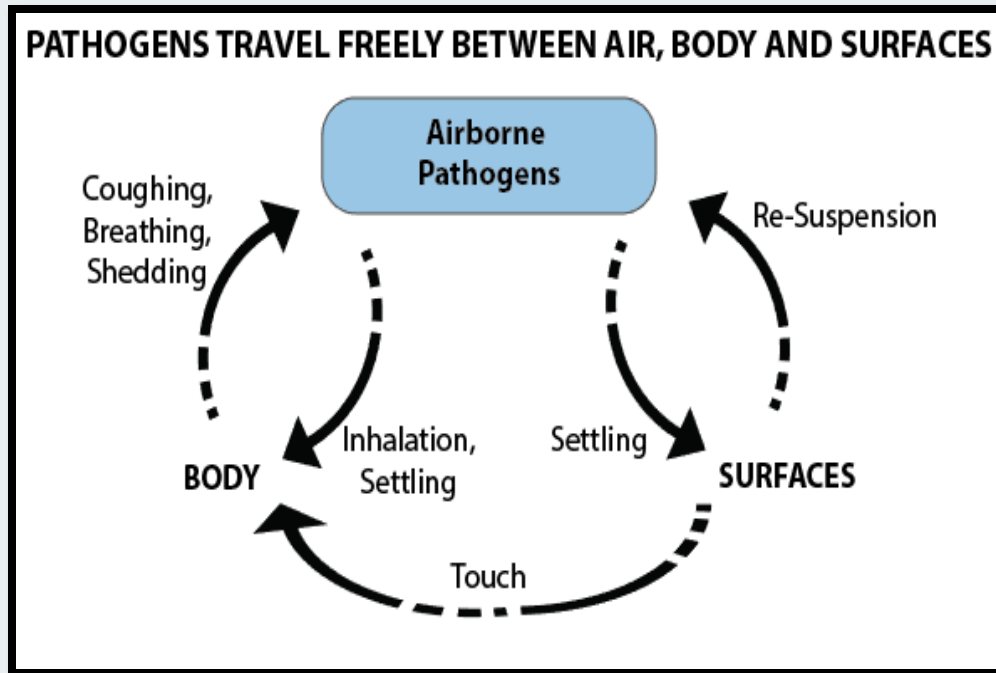 PATHOGENS TRAVEL FREELY BETWEEN AIR, BODY AND SURFACES
Airborne
Pathogens
Coughing,
Breathing,
Shedding
Re-Suspension
Inhalation,
Settling
Settling
BODY
SURFACES
Touch